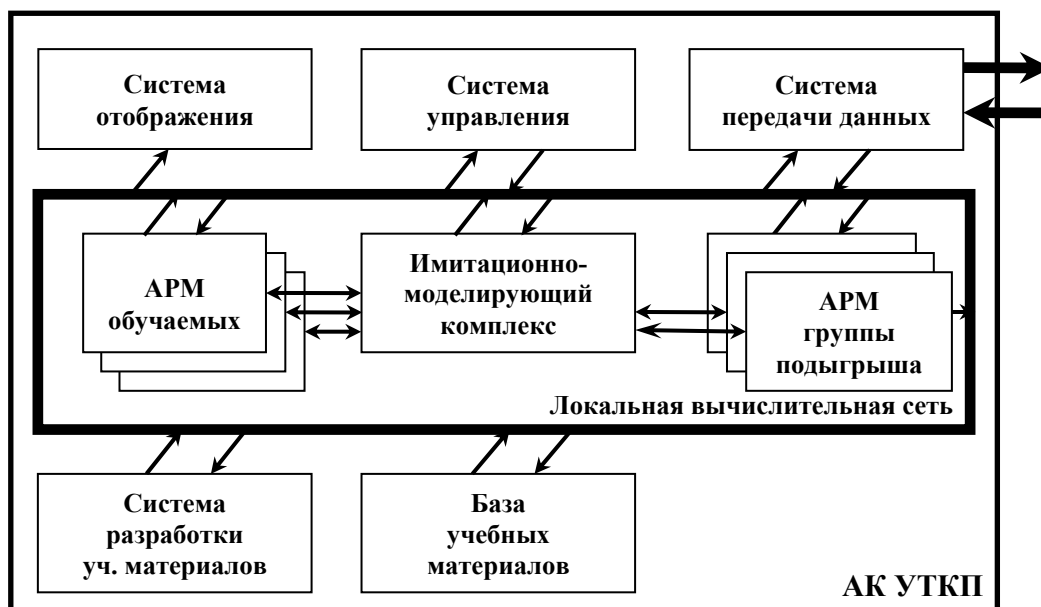 Система
отображения
Система
управления
Система
передачи данных
АРМ
обучаемых
Имитационно-
моделирующий
комплекс
АРМ
группы
подыгрыша
Локальная вычислительная сеть
Система
разработки
уч. материалов
База
учебных
материалов
АК УТКП